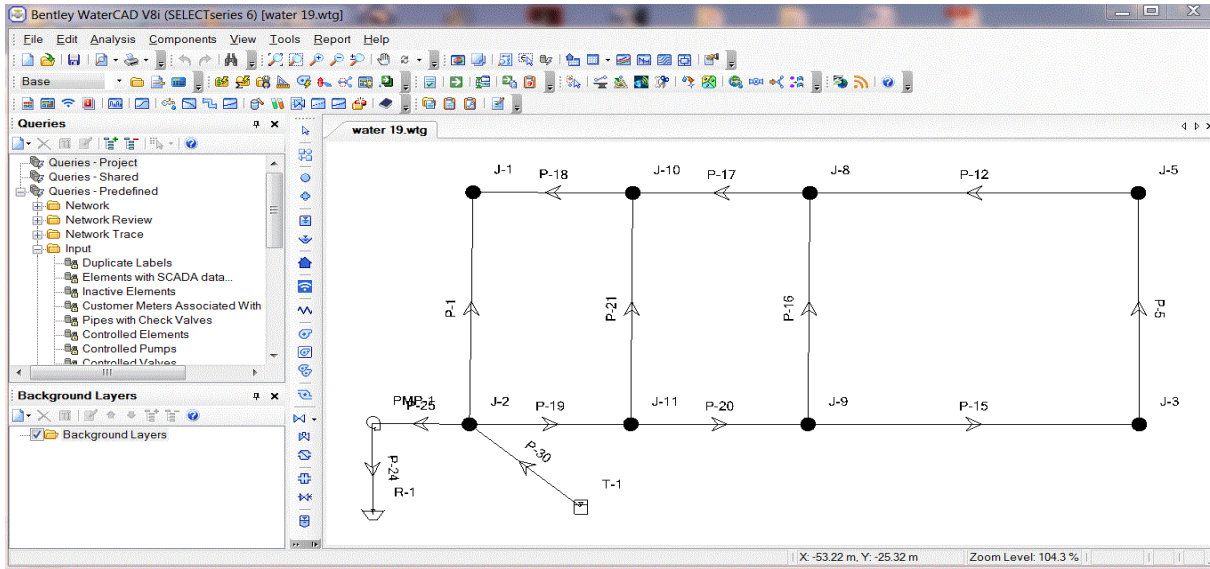 Bentley WaterCAD V8i (SELECTseries 6) [water 19.wtg]
File Edit Analysis Components View Tools Report Help
Base
Queries
Queries - Project
Queries - Shared
Queries - Predefined
Network
Network Review
Network Trace
Input
Duplicate Labels
Elements with SCADA data...
Inactive Elements
Customer Meters Associated With
Pipes with Check Valves
Controlled Elements
Controlled Pumps
Controlled Valves
Background Layers
Background Layers
water 19.wtg
J-1 P-18 J-10 P-17 J-8 P-12 J-5
P-1 P-21 P-16 P-5
PMP-1 P-25 J-2 P-19 J-11 P-20 J-9 P-15 J-3
P-30
P-24
R-1 T-1
X: -53.22 m, Y: -25.32 m Zoom Level: 104.3 %